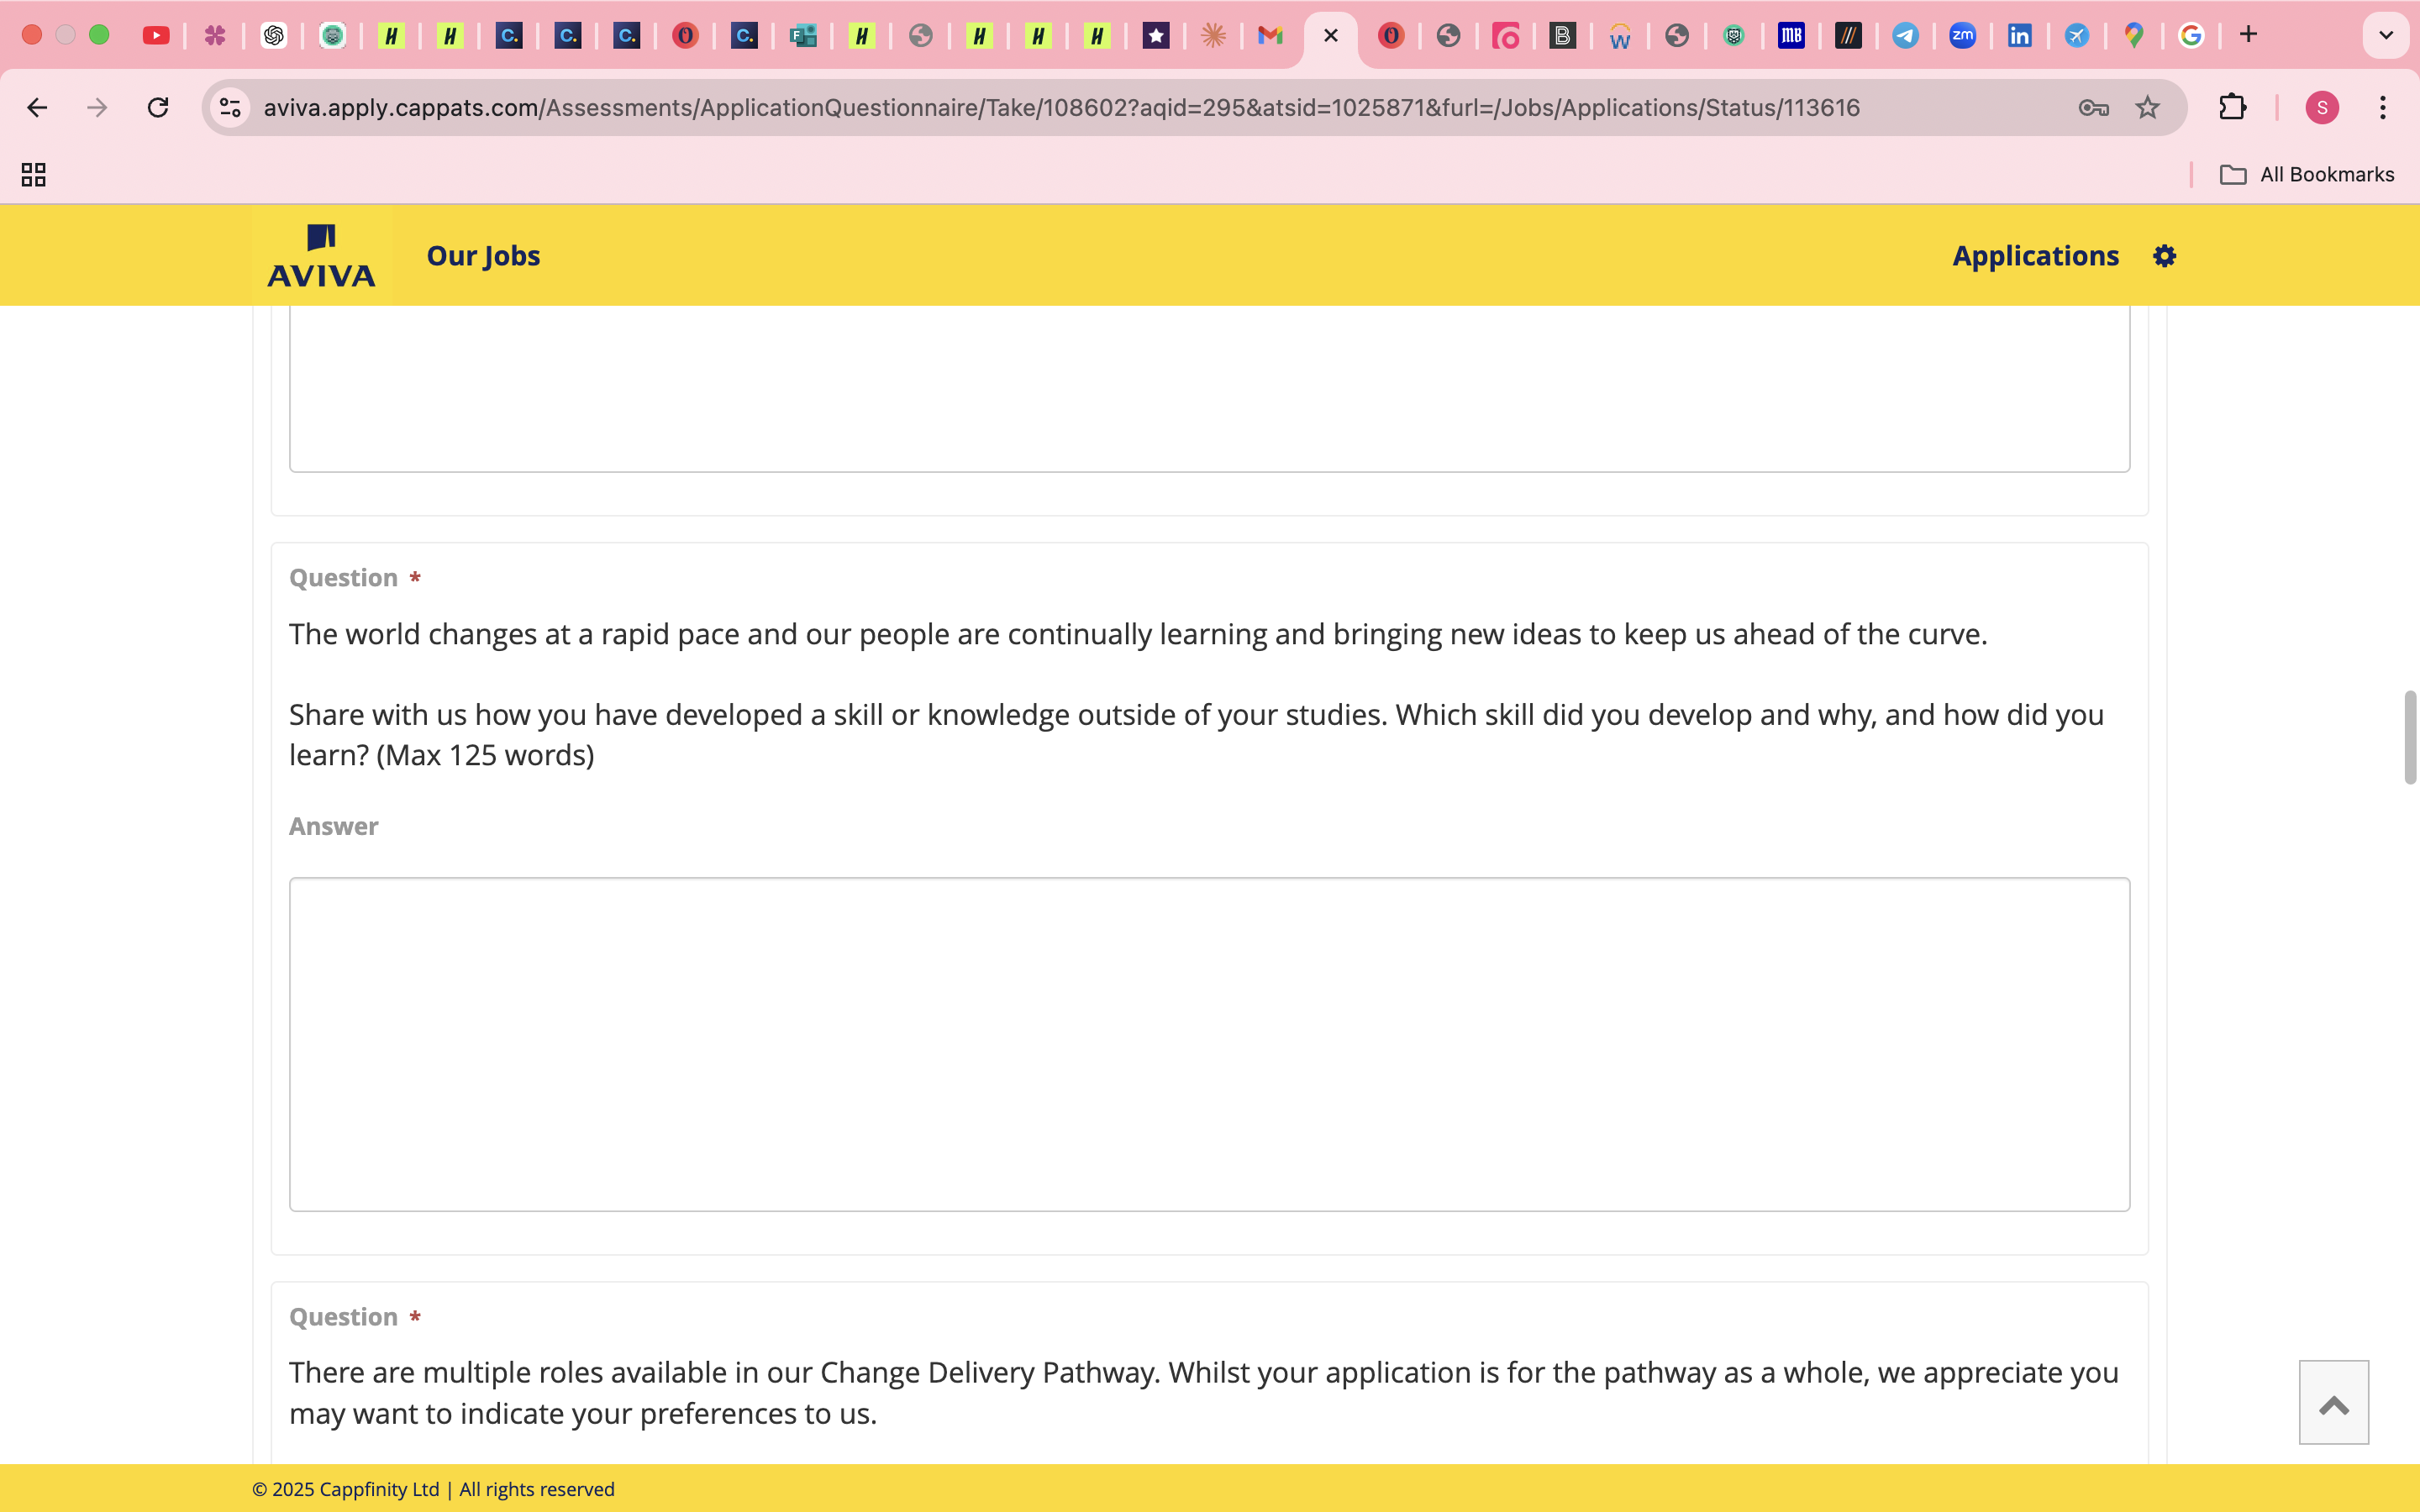 aviva.apply.cappats.com/Assessments/ApplicationQuestionnaire/Take/108602?aqid=295&atsid=1025871&furl=/Jobs/Applications/Status/113616
S
All Bookmarks
AVIVA
Our Jobs
Applications
Question *
The world changes at a rapid pace and our people are continually learning and bringing new ideas to keep us ahead of the curve.
Share with us how you have developed a skill or knowledge outside of your studies. Which skill did you develop and why, and how did you
learn? (Max 125 words)
Answer
Question *
There are multiple roles available in our Change Delivery Pathway. Whilst your application is for the pathway as a whole, we appreciate you
may want to indicate your preferences to us.
© 2025 Cappfinity Ltd | All rights reserved